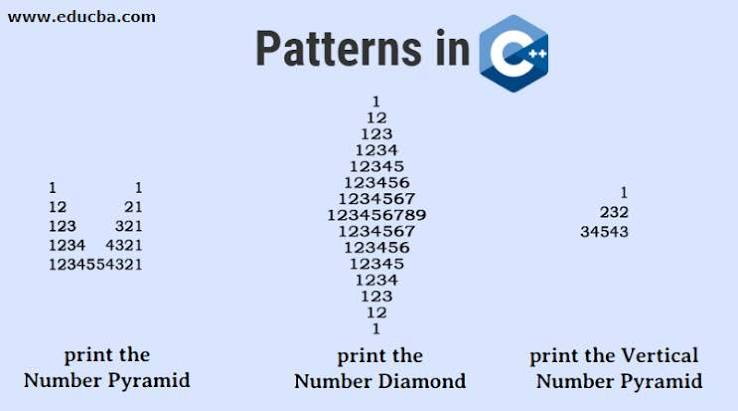 www.educba.com
Patterns in C++
1 1
12 21
123 321
1234 4321
1234554321
print the
Number Pyramid
1
12
123
1234
12345
123456
1234567
123456789
1234567
123456
12345
1234
123
12
1
print the
Number Diamond
1
232
34543
print the Vertical
Number Pyramid